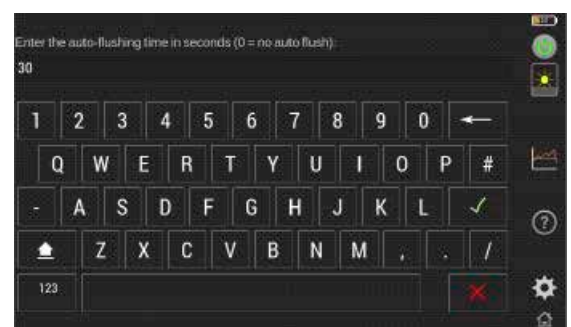 Enter the auto-flushing time in seconds (0 = no auto flush):
30
1 2 3 4 5 6 7 8 9 0
Q W E R T Y U I O P #
- A S D F G H J K L
Z X C V B N M , . /
123